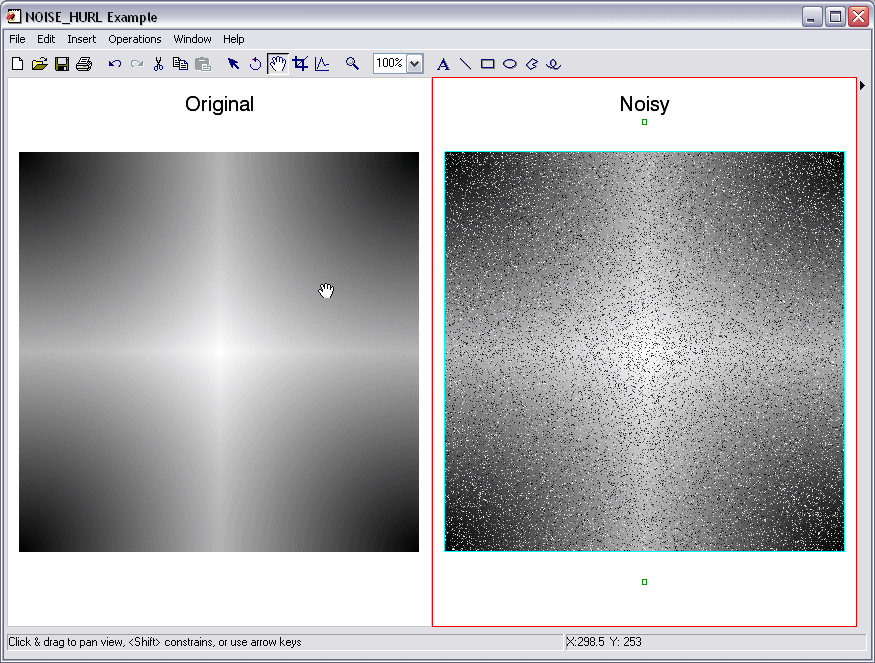 NOISE_HURL Example
File Edit Insert Operations Window Help
100%
Original
Noisy
Click & drag to pan view, <Shift> constrains, or use arrow keys
X:298.5 Y: 253